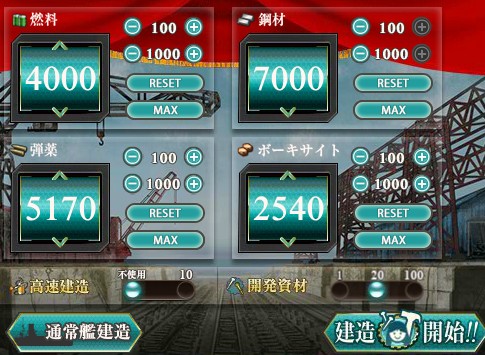 燃料
100
1000
4000
RESET
MAX
鋼材
100
1000
7000
RESET
MAX
弾薬
100
1000
5170
RESET
MAX
ボーキサイト
100
1000
2540
RESET
MAX
高速建造
不使用 10
開発資材
1 20 100
通常艦建造
建造 開始!!